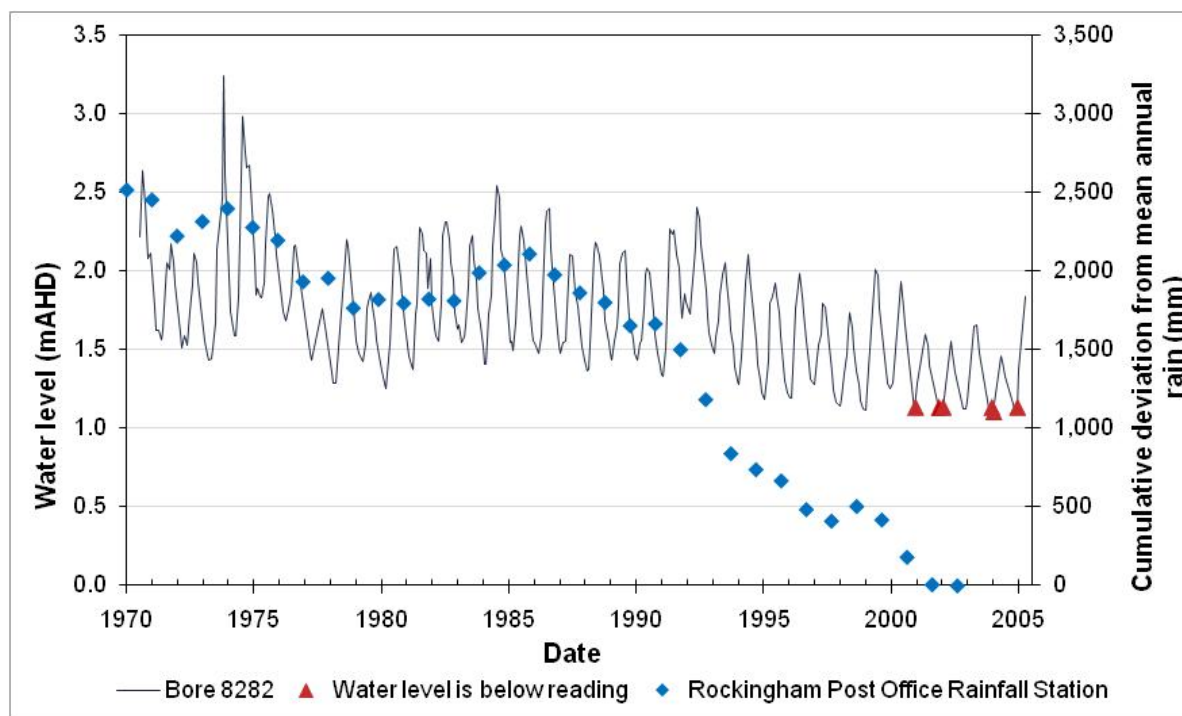 3.5
3.0
2.5
2.0
1.5
1.0
0.5
0.0
Water level (mAHD)
3,500
3,000
2,500
2,000
1,500
1,000
500
0
Cumulative deviation from mean annual
rain (mm)
1970 1975 1980 1985 1990 1995 2000 2005
Date
Bore 8282 Water level is below reading Rockingham Post Office Rainfall Station